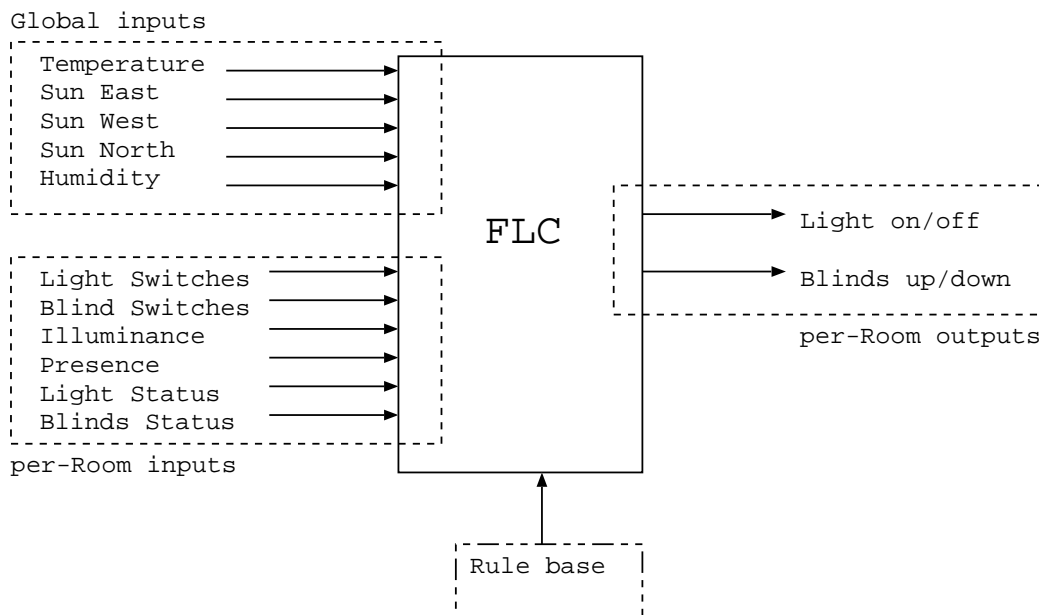 Global inputs
Temperature
Sun East
Sun West
Sun North
Humidity
FLC
Light on/off
Blinds up/down
per-Room outputs
Light Switches
Blind Switches
Illuminance
Presence
Light Status
Blinds Status
per-Room inputs
Rule base